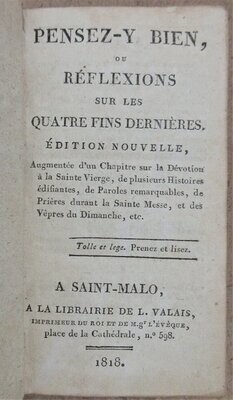 PENSEZ-Y BIEN,
OU
RÉFLEXIONS
SUR LES
QUATRE FINS DERNIÈRES.
ÉDITION NOUVELLE,
Augmentée d'un Chapitre sur la Dévotion
à la Sainte Vierge, de plusieurs Histoires
édifiantes, de Paroles remarquables, de
Prières durant la Sainte Messe, et des
Vêpres du Dimanche, etc.
Tolle et lege. Prenez et lisez.
A SAINT-MALO,
A LA LIBRAIRIE DE L. VALAIS,
IMPRIMEUR DU ROI ET DE M.gr L'ÉVÊQUE,
place de la Cathédrale, n.º 598.
1818.